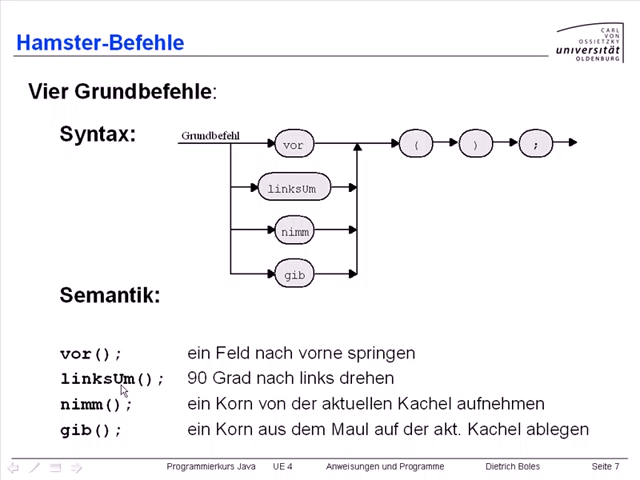 Hamster-Befehle
CARL
VON
OSSIETZKY
universität
OLDENBURG
Vier Grundbefehle:
Syntax:
Grundbefehl
vor
(
)
;
linksUm
nimm
gib
Semantik:
vor(); ein Feld nach vorne springen
linksUm(); 90 Grad nach links drehen
nimm(); ein Korn von der aktuellen Kachel aufnehmen
gib(); ein Korn aus dem Maul auf der akt. Kachel ablegen
Programmierkurs Java UE 4 Anweisungen und Programme Dietrich Boles Seite 7